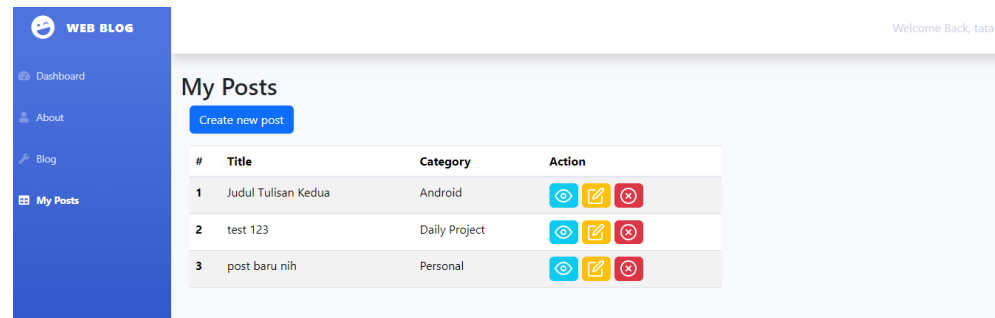 WEB BLOG
Welcome Back, tata
Dashboard
About
Blog
My Posts
My Posts
Create new post
# Title Category Action
1 Judul Tulisan Kedua Android
2 test 123 Daily Project
3 post baru nih Personal